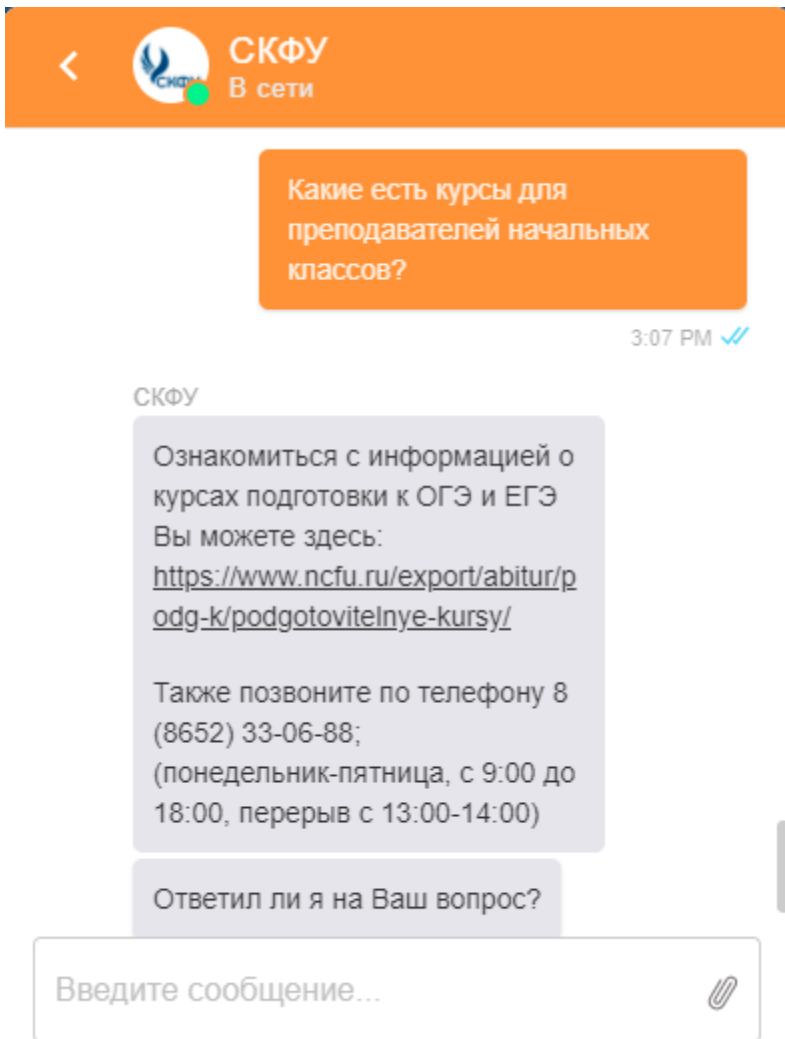 СКФУ
В сети
СКФУ
Какие есть курсы для
преподавателей начальных
классов?
3:07 PM
СКФУ
Ознакомиться с информацией о
курсах подготовки к ОГЭ и ЕГЭ
Вы можете здесь:
https://www.ncfu.ru/export/abitur/p
odg-k/podgotovitelnye-kursy/
Также позвоните по телефону 8
(8652) 33-06-88;
(понедельник-пятница, с 9:00 до
18:00, перерыв с 13:00-14:00)
Ответил ли я на Ваш вопрос?
Введите сообщение...